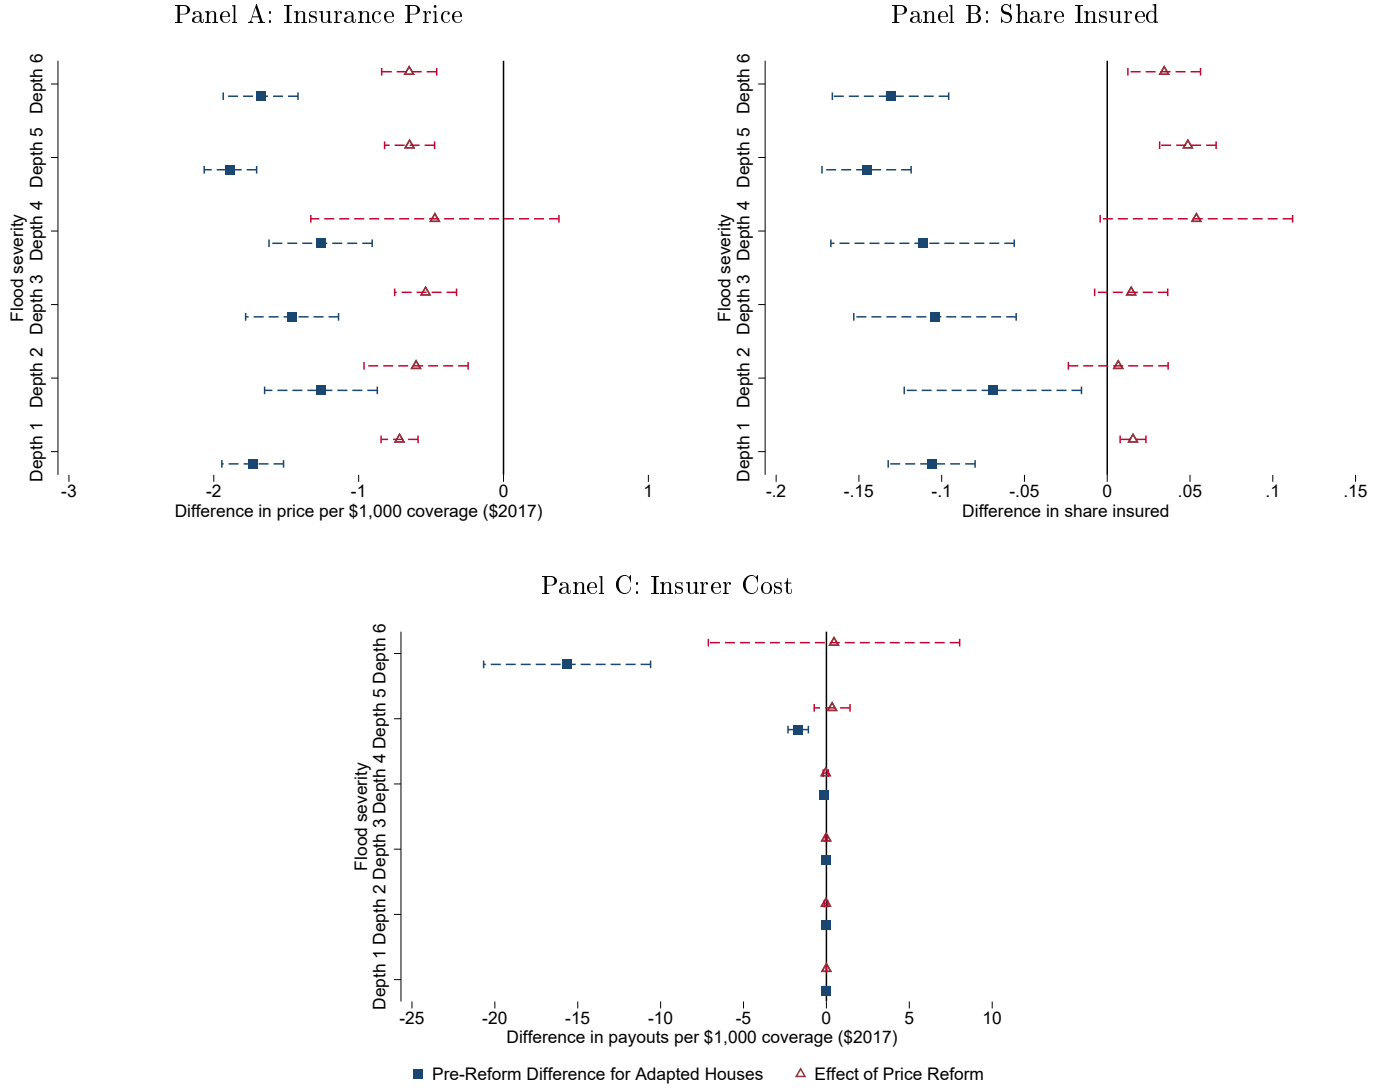 Panel A: Insurance Price
Flood severity
Depth 6
Depth 5
Depth 4
Depth 3
Depth 2
Depth 1
-3 -2 -1 0 1
Difference in price per $1,000 coverage ($2017)
Panel B: Share Insured
Flood severity
Depth 6
Depth 5
Depth 4
Depth 3
Depth 2
Depth 1
-.2 -.15 -.1 -.05 0 .05 .1 .15
Difference in share insured
Panel C: Insurer Cost
Flood severity
Depth 6
Depth 5
Depth 4
Depth 3
Depth 2
Depth 1
-25 -20 -15 -10 -5 0 5 10
Difference in payouts per $1,000 coverage ($2017)
Pre-Reform Difference for Adapted Houses
Effect of Price Reform